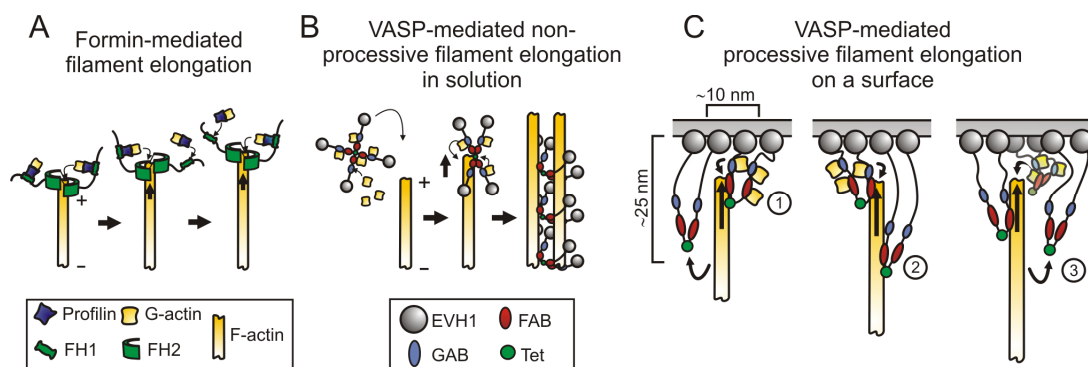 A
Formin-mediated
filament elongation
+
−
Profilin
G-actin
FH1
FH2
F-actin
B
VASP-mediated non-
processive filament elongation
in solution
+
−
EVH1
FAB
GAB
Tet
C
VASP-mediated
processive filament elongation
on a surface
~10 nm
~25 nm
1
2
3